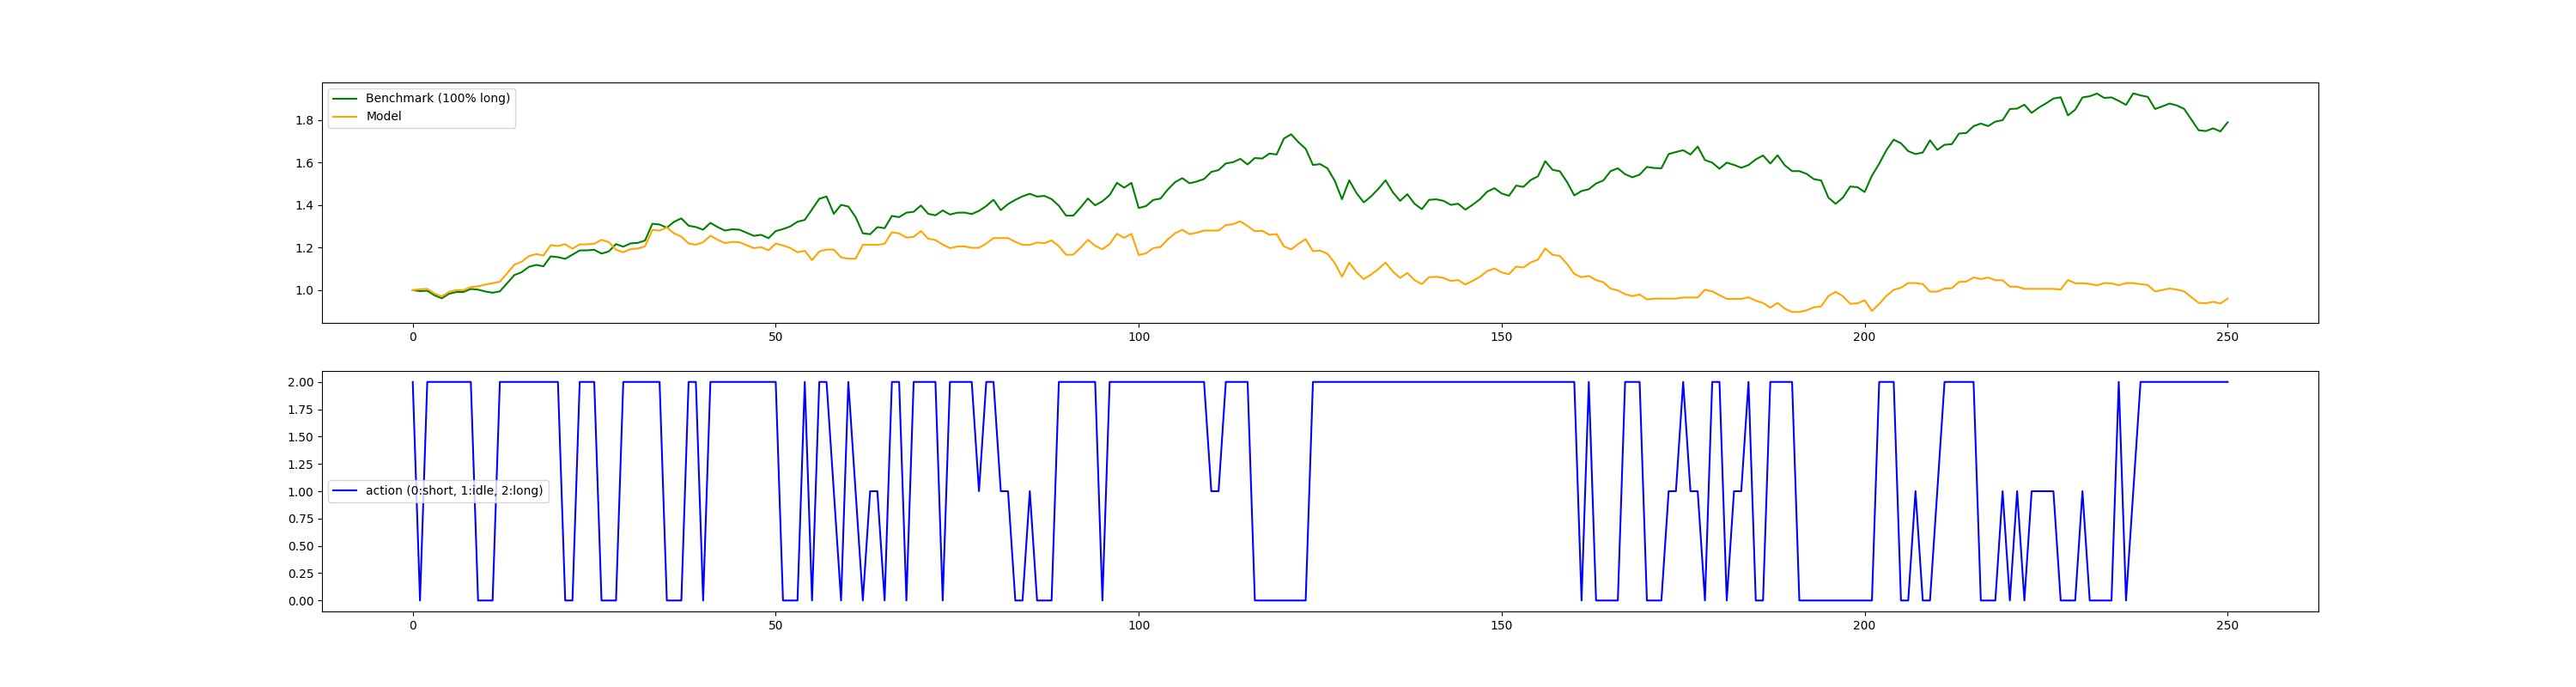 Benchmark (100% long)
Model
1.8
1.6
1.4
1.2
1.0
0 50 100 150 200 250
2.00
1.75
1.50
1.25
1.00
0.75
0.50
0.25
0.00
action (0:short, 1:idle, 2:long)
0 50 100 150 200 250